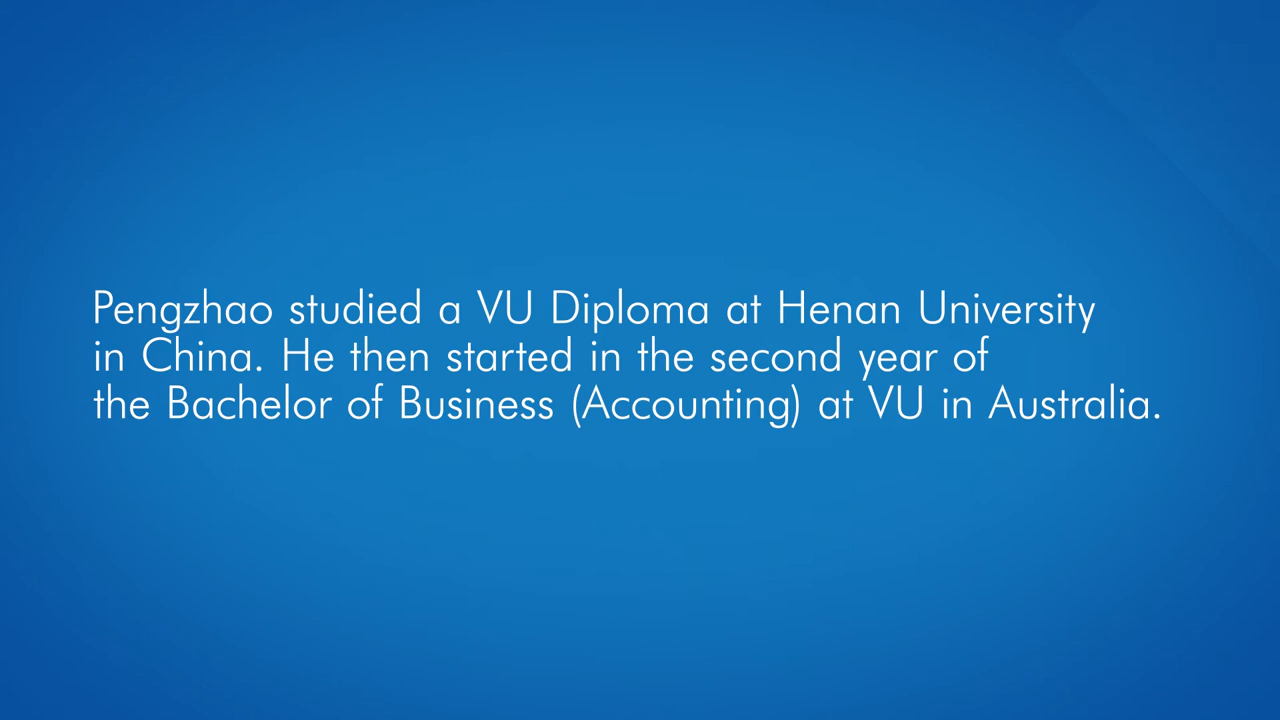 Pengzhao studied a VU Diploma at Henan University
in China. He then started in the second year of
the Bachelor of Business (Accounting) at VU in Australia.